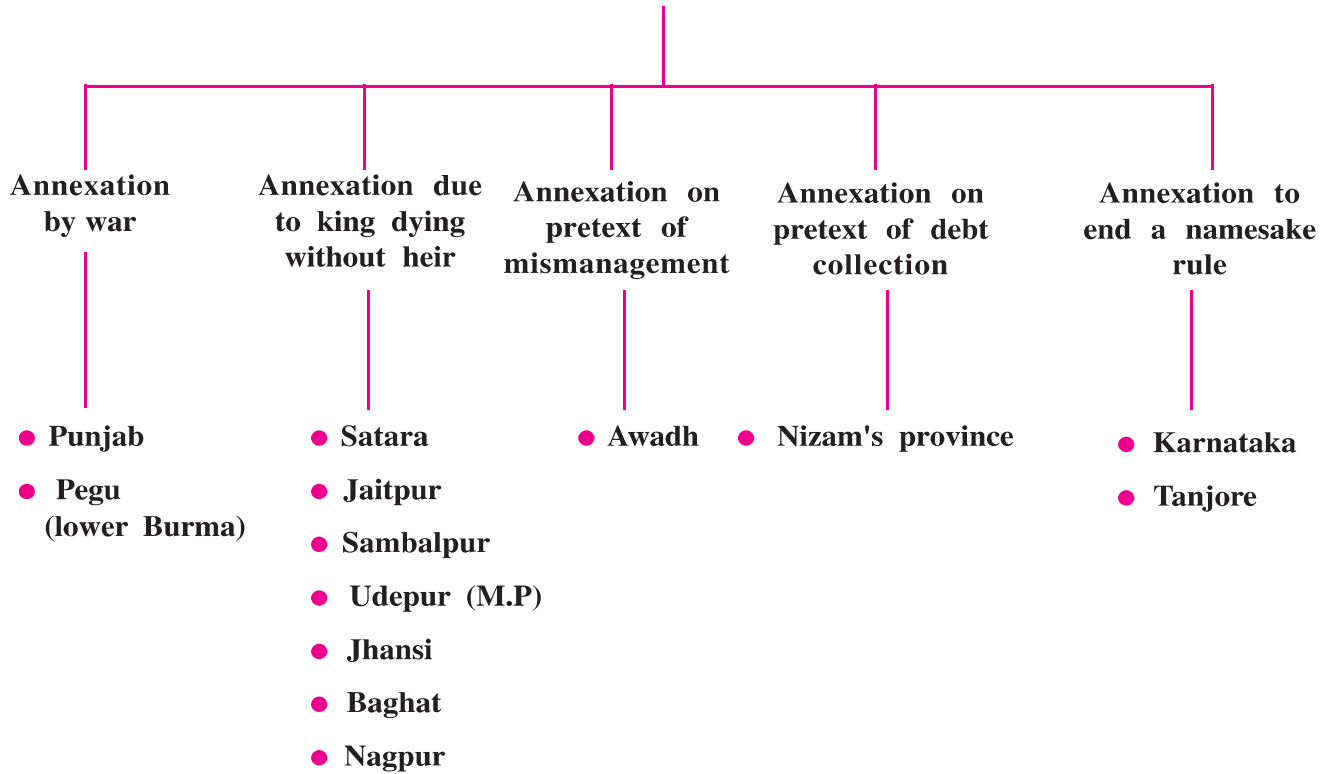 Annexation
by war
Annexation due
to king dying
without heir
Annexation on
pretext of
mismanagement
Annexation on
pretext of debt
collection
Annexation to
end a namesake
rule
● Punjab
● Pegu
(lower Burma)
● Satara
● Jaitpur
● Sambalpur
● Udepur (M.P)
● Jhansi
● Baghat
● Nagpur
● Awadh
● Nizam's province
● Karnataka
● Tanjore